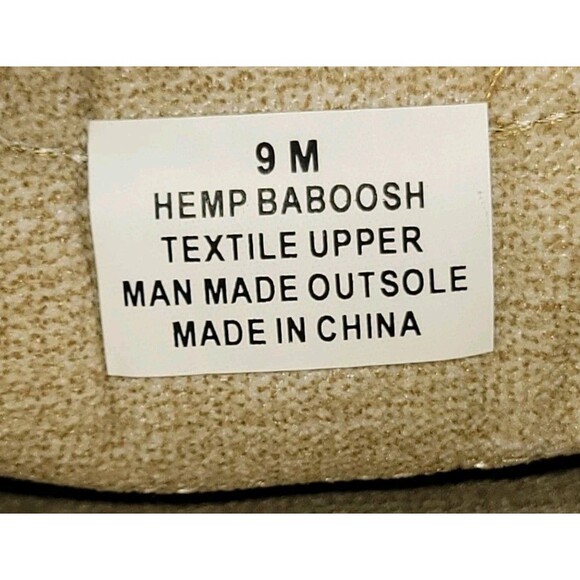 9 M
HEMP BABOOSH
TEXTILE UPPER
MAN MADE OUTSOLE
MADE IN CHINA